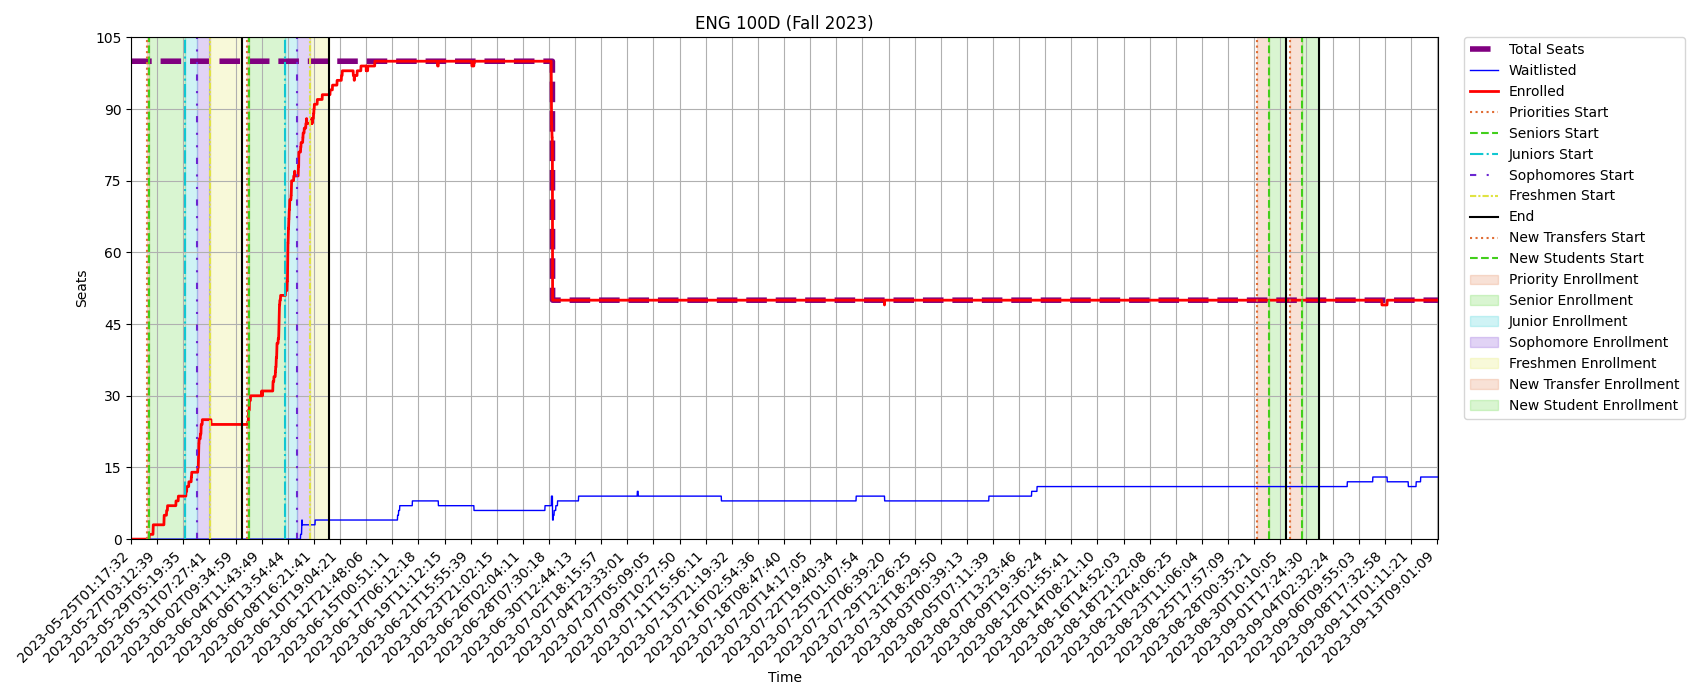 ENG 100D (Fall 2023)
Seats
105
90
75
60
45
30
15
0
2023-05-25T01:17:32
2023-05-27T03:12:39
2023-05-29T05:19:35
2023-05-31T07:27:41
2023-06-02T09:34:59
2023-06-04T11:43:49
2023-06-06T13:54:44
2023-06-08T16:21:41
2023-06-10T19:04:21
2023-06-12T21:48:06
2023-06-15T00:51:11
2023-06-17T06:12:18
2023-06-19T11:12:15
2023-06-21T15:55:39
2023-06-23T21:02:15
2023-06-26T02:04:11
2023-06-28T07:30:18
2023-06-30T12:44:13
2023-07-02T18:15:57
2023-07-04T23:33:01
2023-07-07T05:09:05
2023-07-09T10:27:50
2023-07-11T15:56:11
2023-07-13T21:19:32
2023-07-16T02:54:36
2023-07-18T08:47:40
2023-07-20T14:17:05
2023-07-22T19:40:34
2023-07-25T01:07:54
2023-07-27T06:39:20
2023-07-29T12:26:25
2023-07-31T18:29:50
2023-08-03T00:39:13
2023-08-05T07:11:39
2023-08-07T13:23:46
2023-08-09T19:36:24
2023-08-12T01:55:41
2023-08-14T08:21:10
2023-08-16T14:52:03
2023-08-18T21:22:08
2023-08-21T04:06:25
2023-08-23T11:06:04
2023-08-25T17:57:09
2023-08-28T00:35:21
2023-08-30T10:10:05
2023-09-01T17:24:30
2023-09-04T02:32:24
2023-09-06T09:55:03
2023-09-08T17:32:58
2023-09-11T01:11:21
2023-09-13T09:01:09
Time
Total Seats
Waitlisted
Enrolled
Priorities Start
Seniors Start
Juniors Start
Sophomores Start
Freshmen Start
End
New Transfers Start
New Students Start
Priority Enrollment
Senior Enrollment
Junior Enrollment
Sophomore Enrollment
Freshmen Enrollment
New Transfer Enrollment
New Student Enrollment